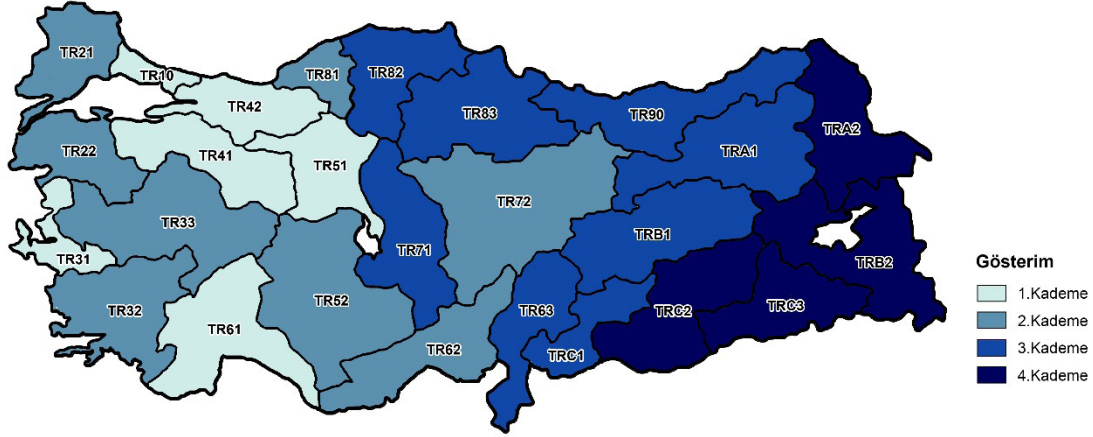 TR21
TR10
TR42
TR81
TR82
TR83
TR90
TRA2
TR22
TR41
TR51
TRA1
TR72
TR33
TR31
TR71
TRB1
TRB2
TR32
TR52
TR61
TR62
TR63
TRC1
TRC2
TRC3
Gösterim
1.Kademe
2.Kademe
3.Kademe
4.Kademe